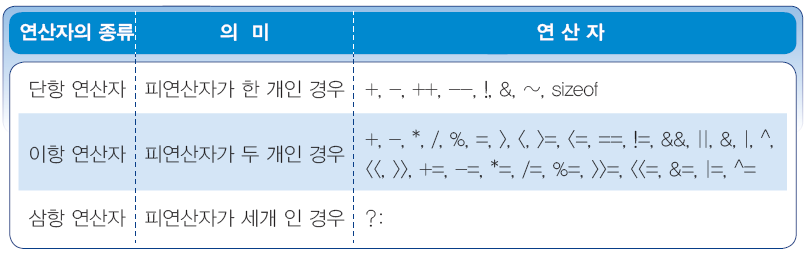 연산자의 종류 의 미 연 산 자
단항 연산자 피연산자가 한 개인 경우 +, -, ++, --, !, &, ~, sizeof
이항 연산자 피연산자가 두 개인 경우 +, -, *, /, %, =, >, <, >=, <=, ==, !=, &&, ||, &, |, ^,
<<, >>, +=, -=, *=, /=, %=, >>=, <<=, &=, |=, ^=
삼항 연산자 피연산자가 세개 인 경우 ?: